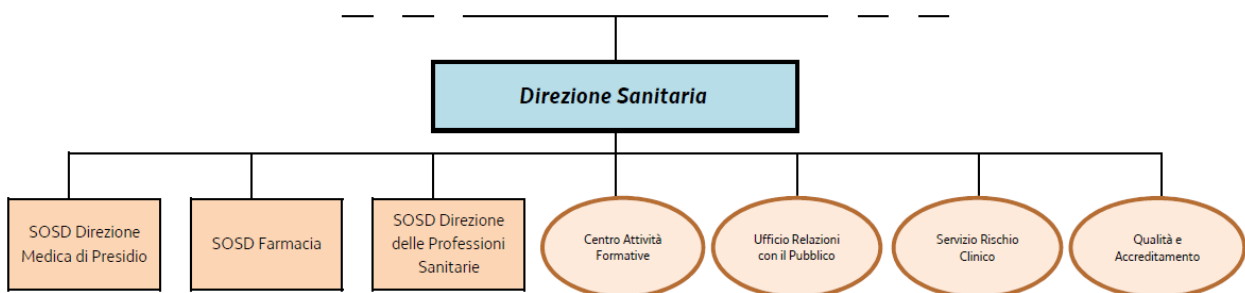 Direzione Sanitaria
SOSD Direzione
Medica di Presidio
SOSD Farmacia
SOSD Direzione
delle Professioni
Sanitarie
Centro Attività
Formative
Ufficio Relazioni
con il Pubblico
Servizio Rischio
Clinico
Qualità e
Accreditamento